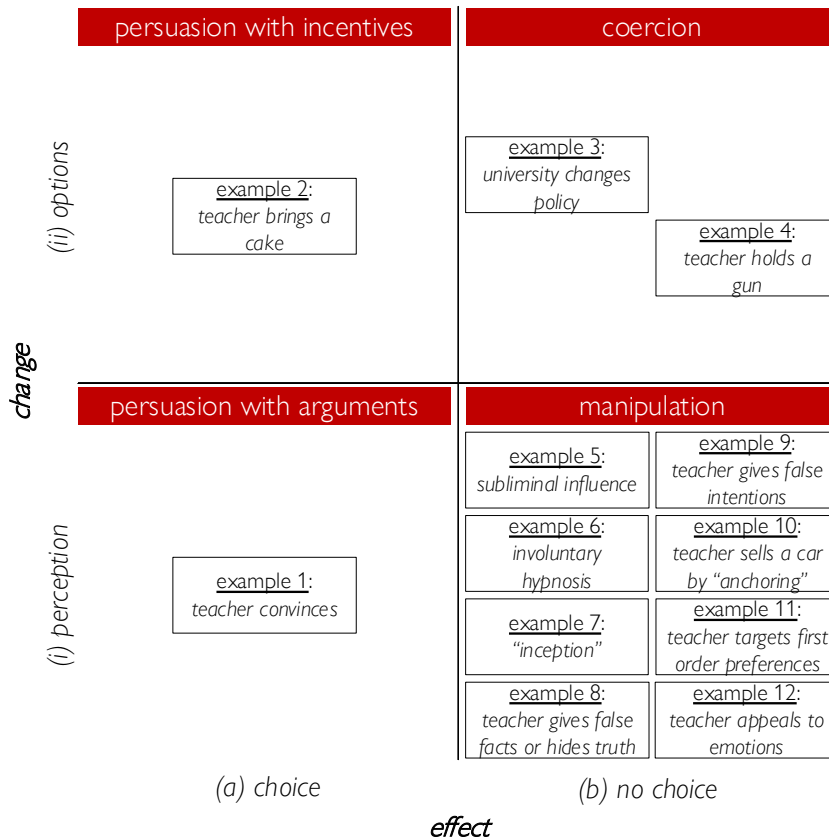 persuasion with incentives
coercion
(ii) options
example 2:
teacher brings a
cake
example 3:
university changes
policy
example 4:
teacher holds a
gun
change
persuasion with arguments
manipulation
(i) perception
example 1:
teacher convinces
example 5:
subliminal influence
example 9:
teacher gives false
intentions
example 6:
involuntary
hypnosis
example 10:
teacher sells a car
by “anchoring”
example 7:
“inception”
example 11:
teacher targets first
order preferences
example 8:
teacher gives false
facts or hides truth
example 12:
teacher appeals to
emotions
(a) choice
(b) no choice
effect